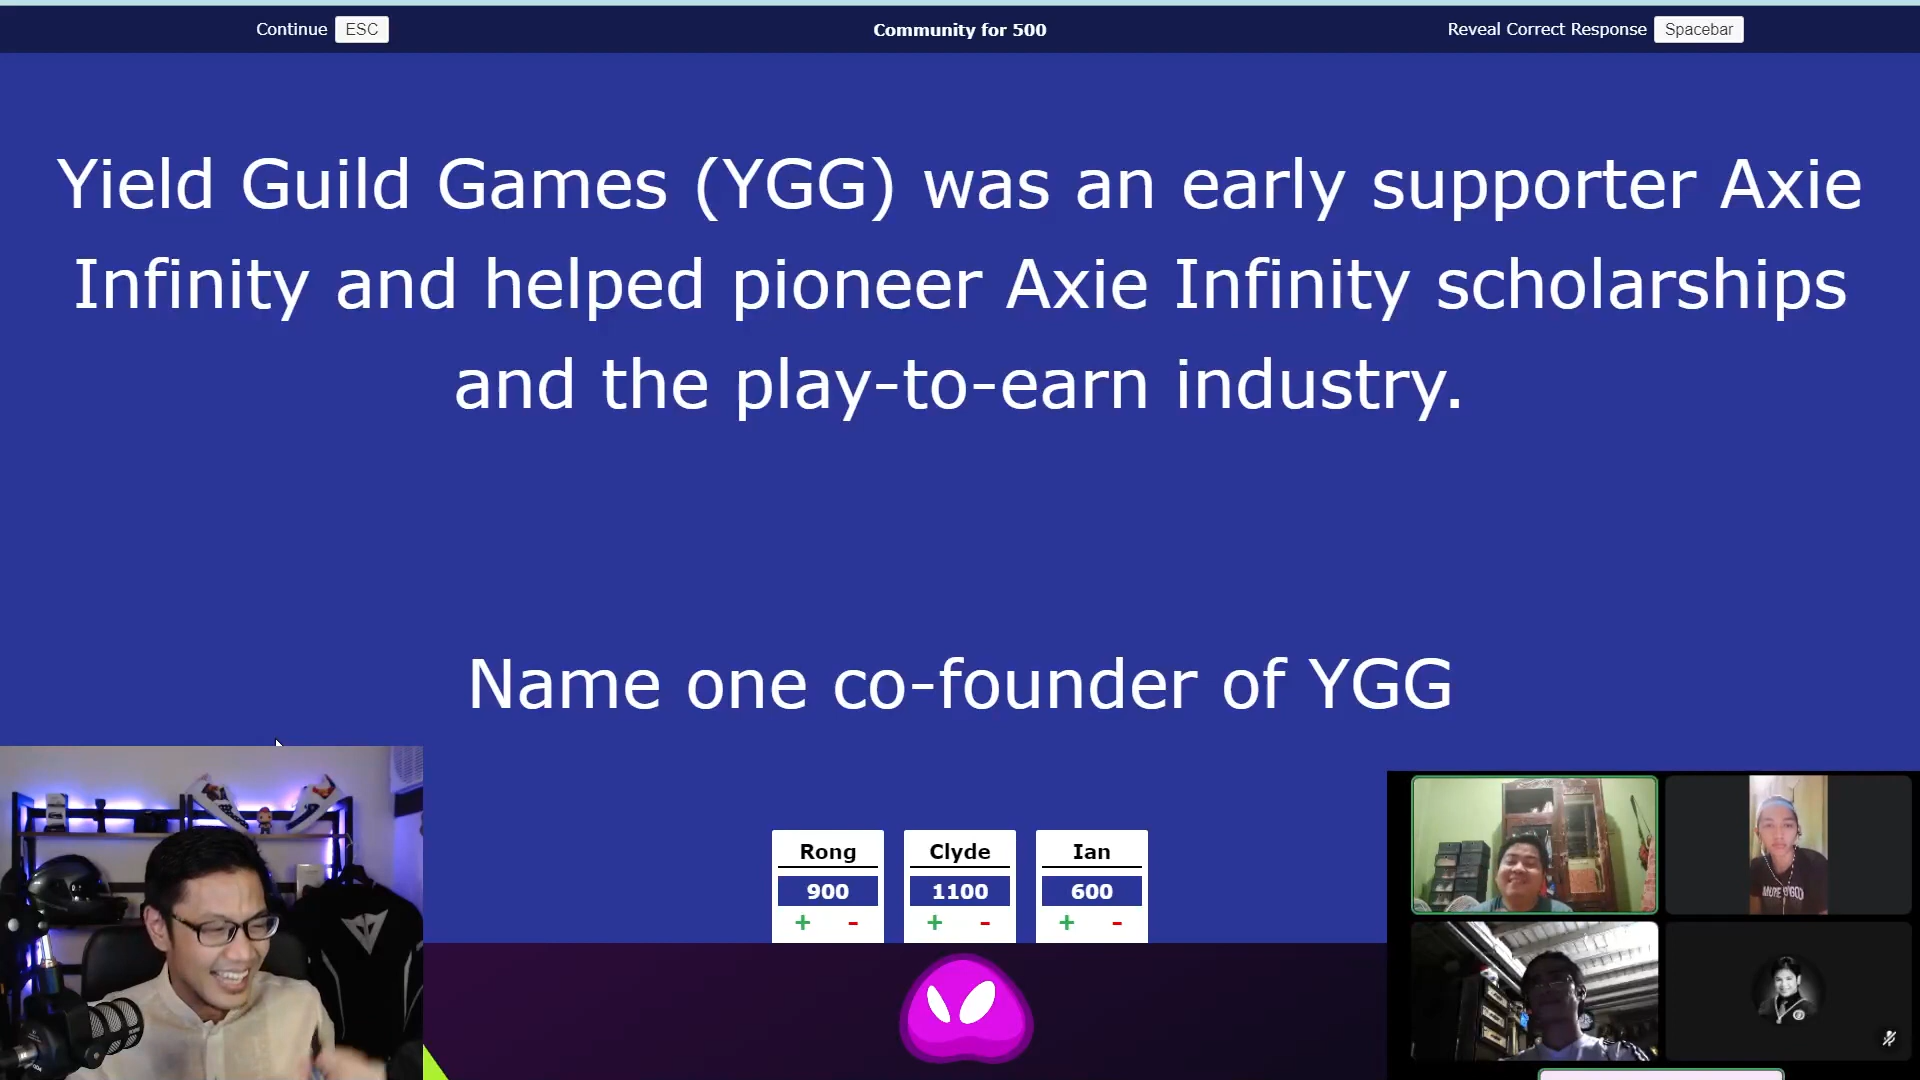 Continue ESC
Community for 500
Reveal Correct Response Spacebar
Yield Guild Games (YGG) was an early supporter Axie
Infinity and helped pioneer Axie Infinity scholarships
and the play-to-earn industry.
Name one co-founder of YGG
Rong Clyde Ian
900 1100 600
+ - + - + -